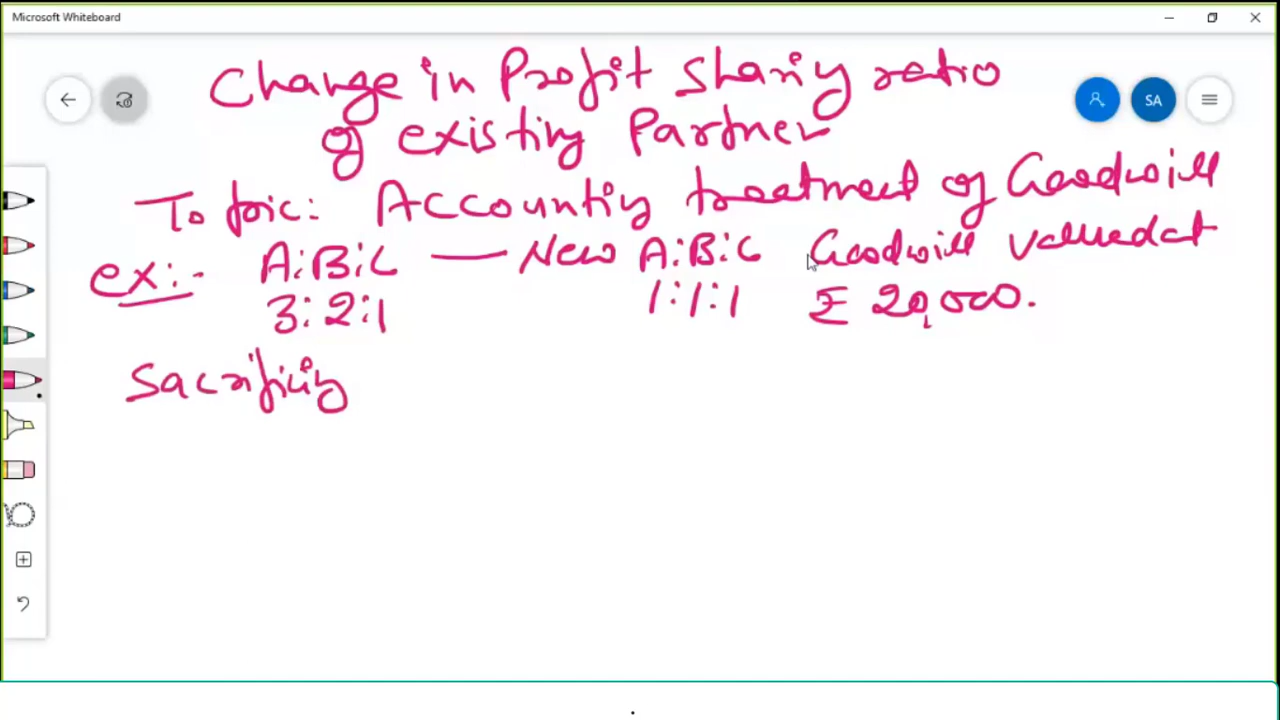 Microsoft Whiteboard
Change in Profit Sharing ratio
of existing Partner
SA
Topic: Accounting treatment of Goodwill
ex:- A:B:C — New A:B:C Goodwill valued at
3:2:1 1:1:1 ₹ 20,000.
Sacrificing